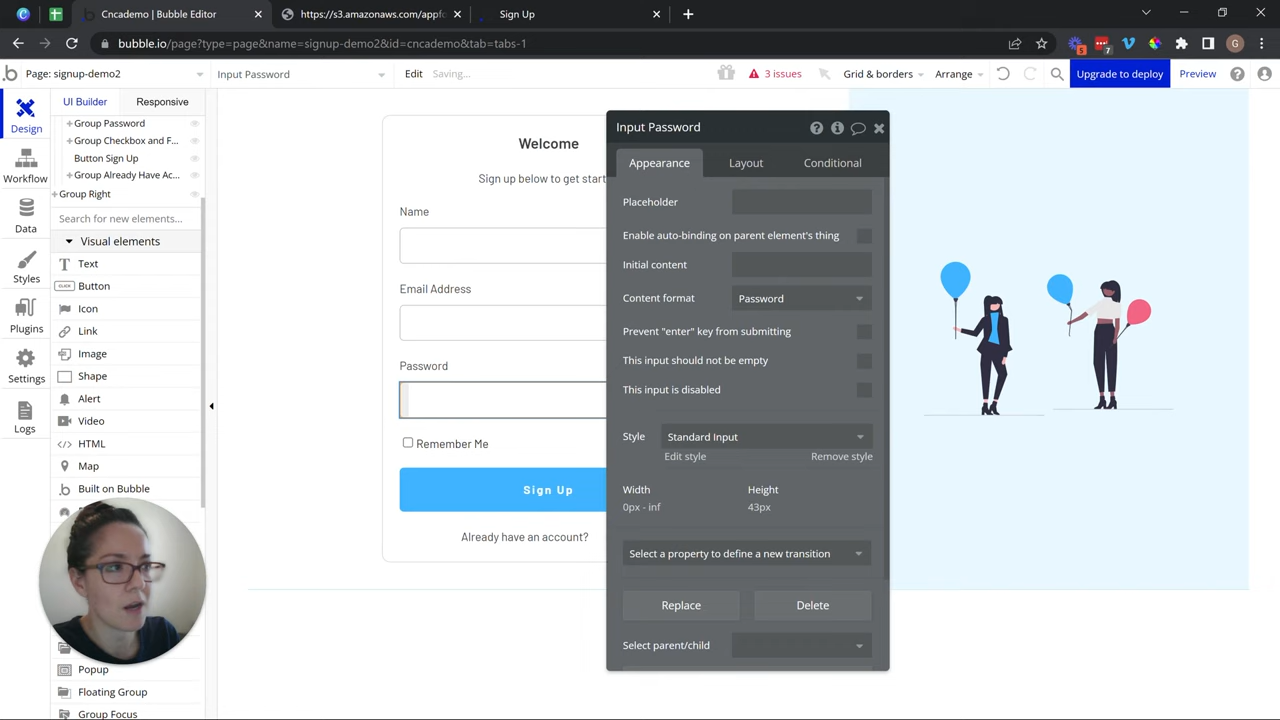 Cncademo | Bubble Editor
https://s3.amazonaws.com/appf
Sign Up
bubble.io/page?type=page&name=signup-demo2&id=cncademo&tab=tabs-1
5
7
G
Page: signup-demo2
Input Password
Edit
Saving...
3 issues
Grid & borders
Arrange
Upgrade to deploy
Preview
Design
Workflow
Data
Styles
Plugins
Settings
Logs
UI Builder
Responsive
Group Password
Group Checkbox and F...
Button Sign Up
Group Already Have Ac...
Group Right
Search for new elements...
Visual elements
Text
CLICK Button
Icon
Link
Image
Shape
Alert
Video
HTML
Map
Built on Bubble
Popup
Floating Group
Group Focus
Welcome
Sign up below to get start
Name
Email Address
Password
Remember Me
Sign Up
Already have an account?
Input Password
Appearance
Layout
Conditional
Placeholder
Enable auto-binding on parent element's thing
Initial content
Content format
Password
Prevent "enter" key from submitting
This input should not be empty
This input is disabled
Style
Standard Input
Edit style
Remove style
Width
Height
0px - inf
43px
Select a property to define a new transition
Replace
Delete
Select parent/child